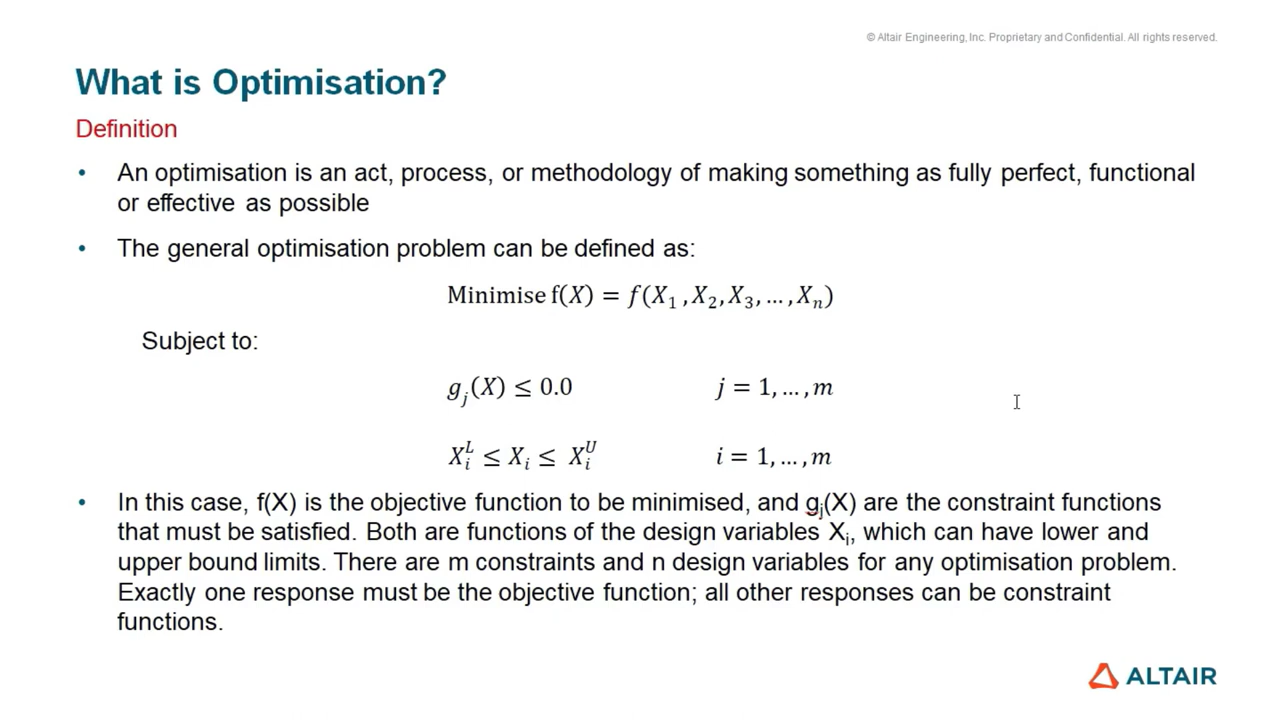 © Altair Engineering, Inc. Proprietary and Confidential. All rights reserved.
What is Optimisation?
Definition
• An optimisation is an act, process, or methodology of making something as fully perfect, functional
or effective as possible
• The general optimisation problem can be defined as:
Minimise f(X) = f(X₁, X₂, X₃, …, Xₙ)
Subject to:
gⱼ(X) ≤ 0.0 j = 1, …, m
Xᵢᴸ ≤ Xᵢ ≤ Xᵢᵁ i = 1, …, m
• In this case, f(X) is the objective function to be minimised, and gⱼ(X) are the constraint functions
that must be satisfied. Both are functions of the design variables Xᵢ, which can have lower and
upper bound limits. There are m constraints and n design variables for any optimisation problem.
Exactly one response must be the objective function; all other responses can be constraint
functions.
ALTAIR